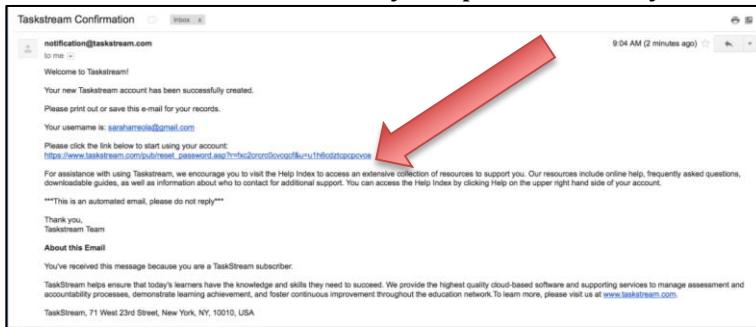 Taskstream Confirmation Inbox x
notification@taskstream.com 9:04 AM (2 minutes ago)
to me
Welcome to Taskstream!
Your new Taskstream account has been successfully created.
Please print out or save this e-mail for your records.
Your username is: saraharreola@gmail.com
Please click the link below to start using your account:
For assistance with using Taskstream, we encourage you to visit the Help Index to access an extensive collection of resources to support you. Our resources include online help, frequently asked questions,
downloadable guides, as well as information about who to contact for additional support. You can access the Help Index by clicking Help on the upper right hand side of your account.
***This is an automated email, please do not reply***
Thank you,
Taskstream Team
About this Email
You've received this message because you are a TaskStream subscriber.
TaskStream helps ensure that today's learners have the knowledge and skills they need to succeed. We provide the highest quality cloud-based software and supporting services to manage assessment and
accountability processes, demonstrate learning achievement, and foster continuous improvement throughout the education network.To learn more, please visit us at www.taskstream.com.
TaskStream, 71 West 23rd Street, New York, NY, 10010, USA